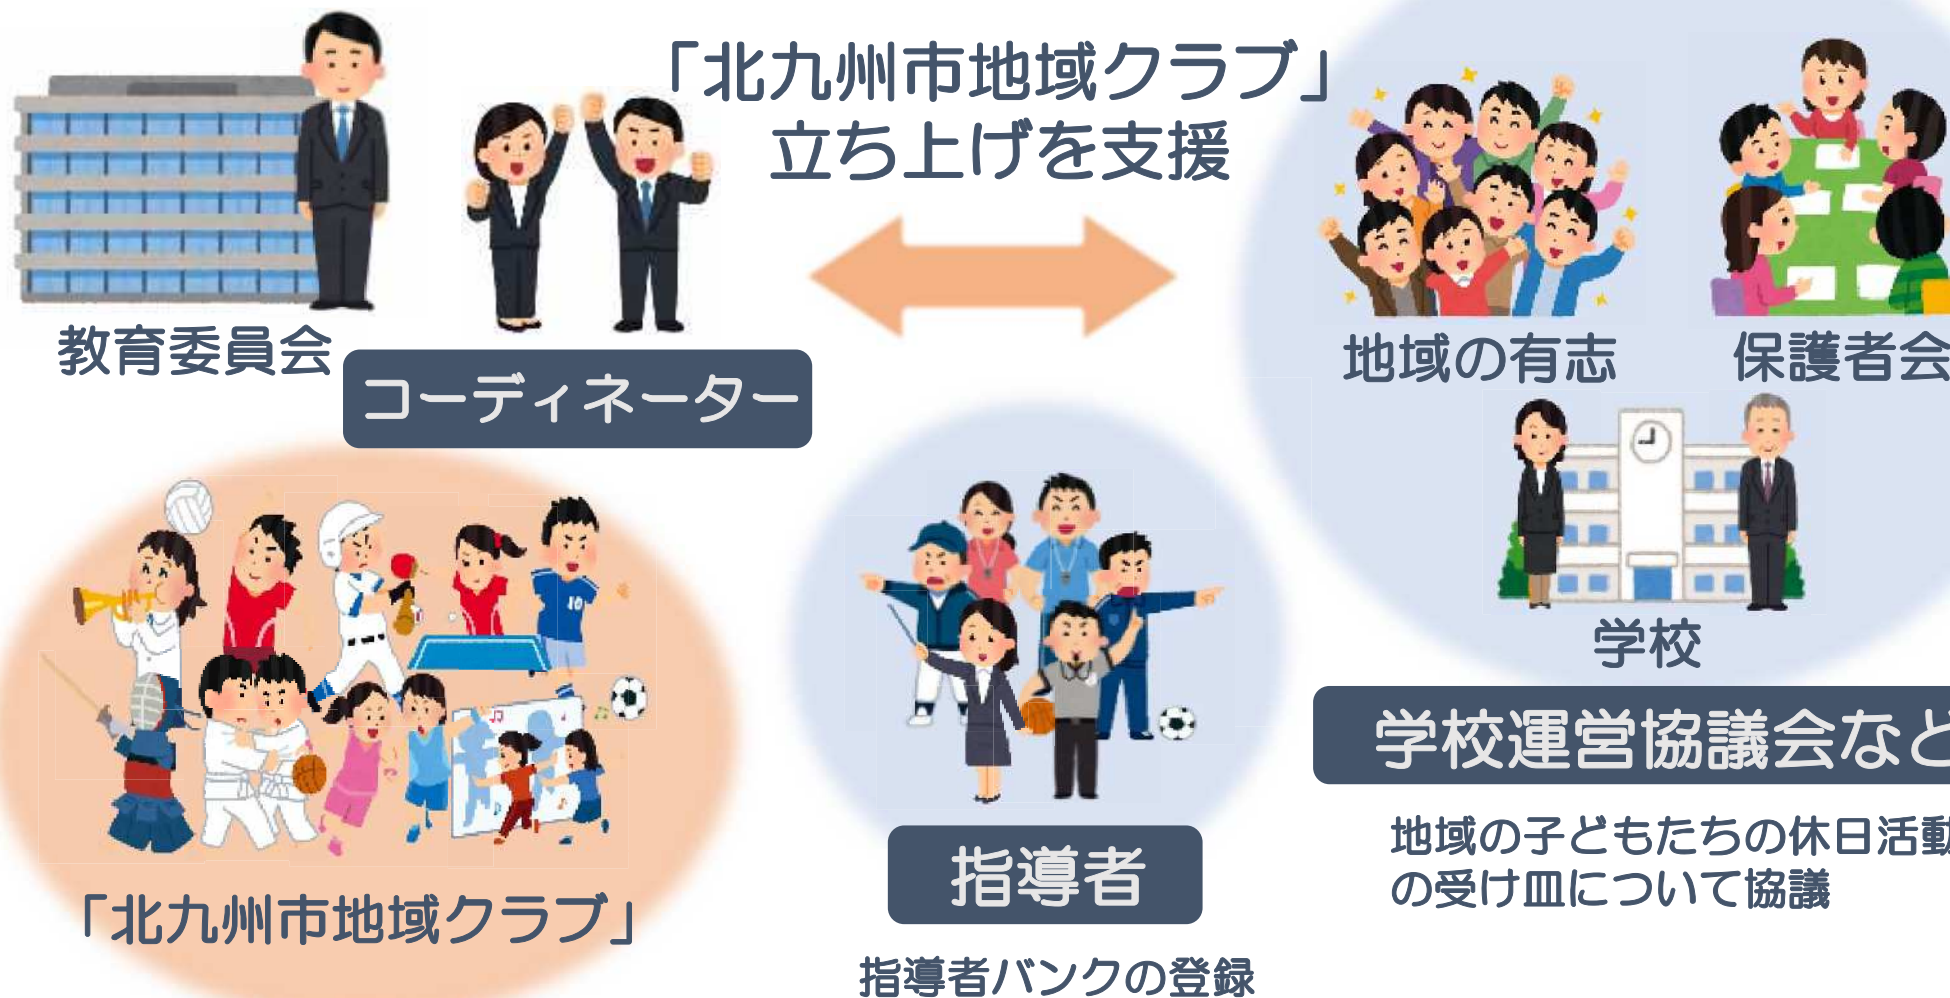 「北九州市地域クラブ」
立ち上げを支援
教育委員会
コーディネーター
地域の有志
保護者会
学校
学校運営協議会など
地域の子どもたちの休日活動
の受け皿について協議
10
「北九州市地域クラブ」
指導者
指導者バンクの登録